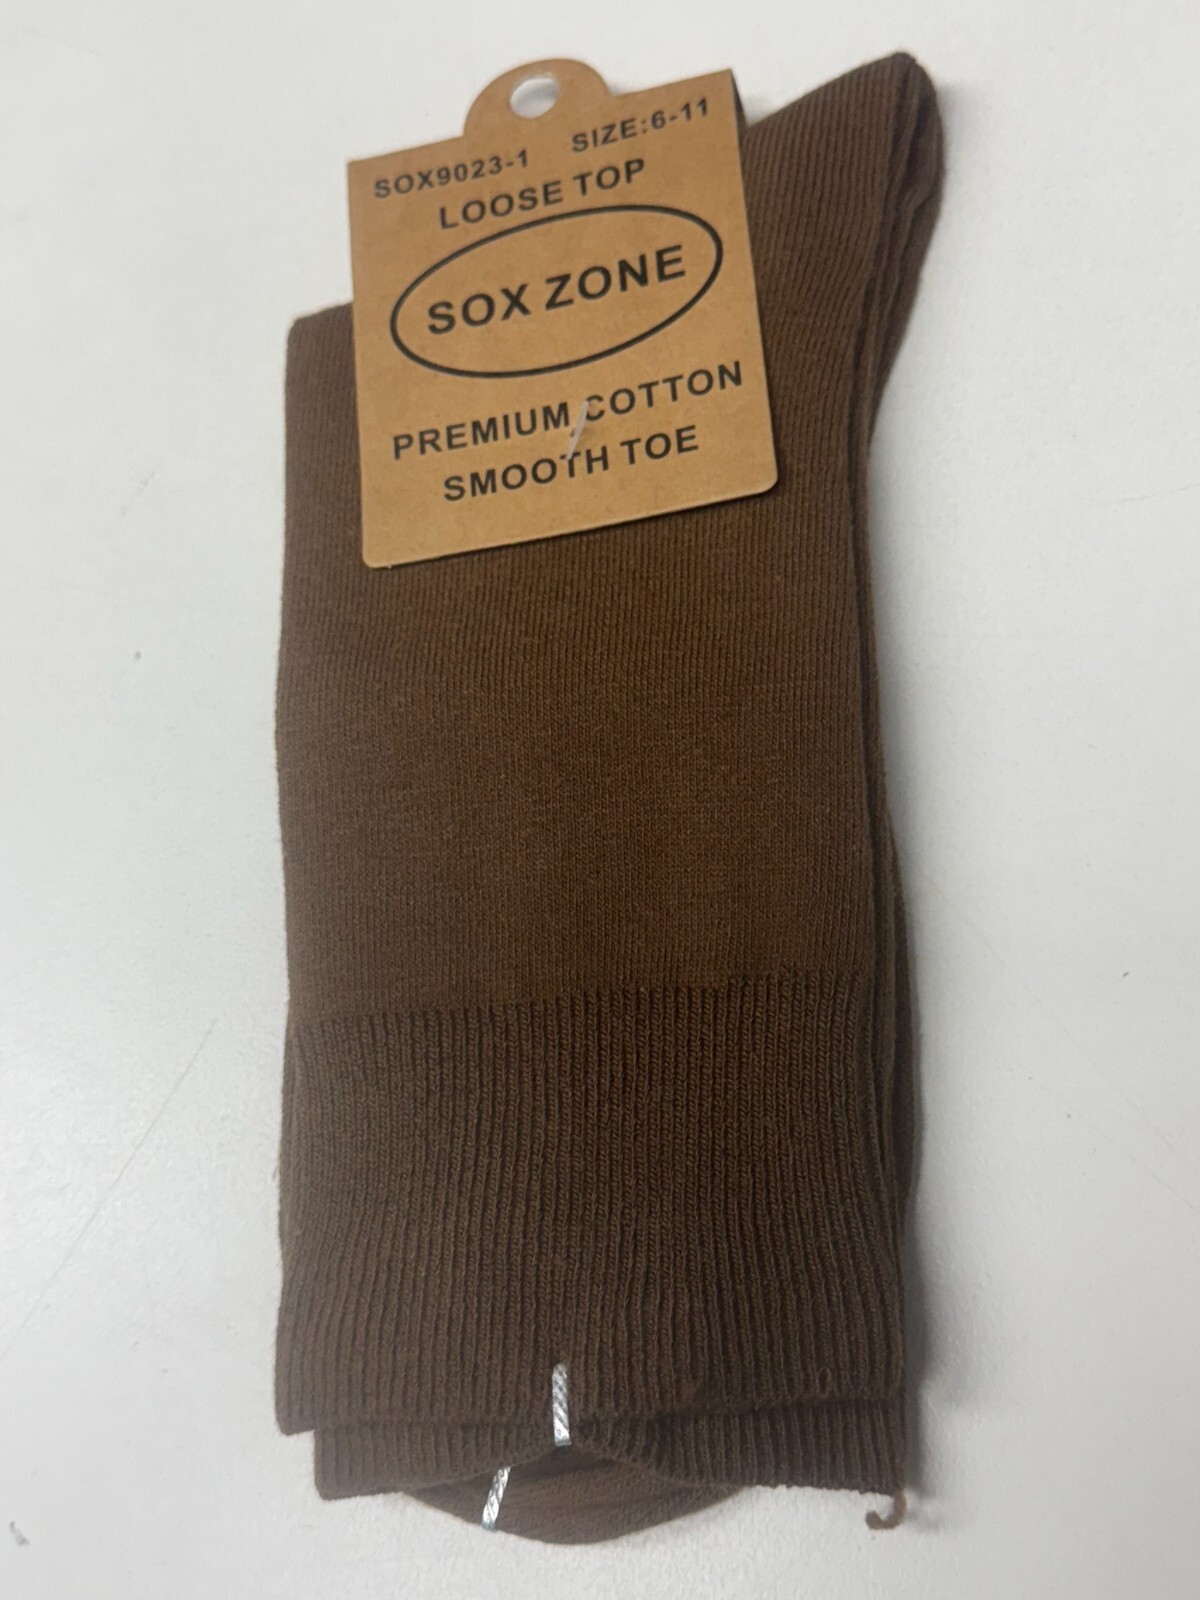 SOX9023-1 SIZE:6-11
LOOSE TOP
SOX ZONE
PREMIUM COTTON
SMOOTH TOE